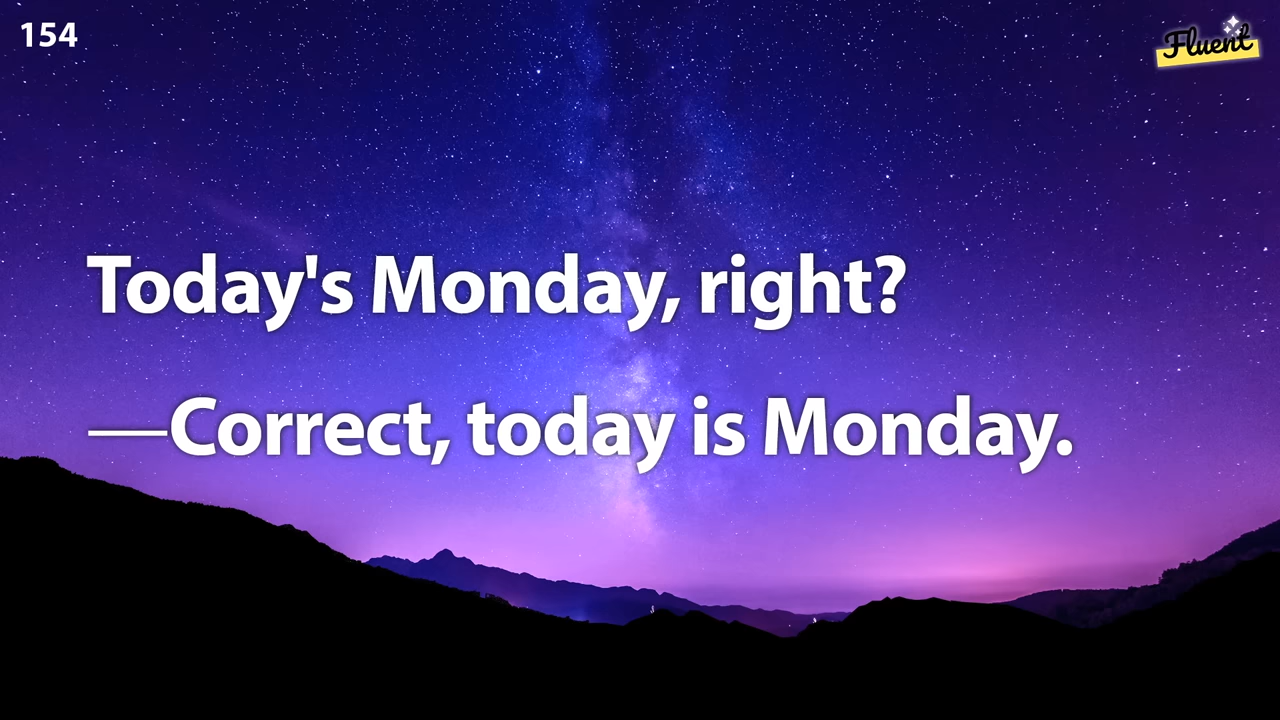 154
Fluent
Today's Monday, right?
—Correct, today is Monday.